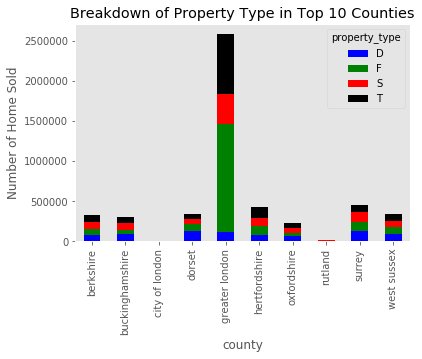 Breakdown of Property Type in Top 10 Counties
property_type
D
F
S
T
Number of Home Sold
2500000
2000000
1500000
1000000
500000
0
berkshire
buckinghamshire
city of london
dorset
greater london
hertfordshire
oxfordshire
rutland
surrey
west sussex
county